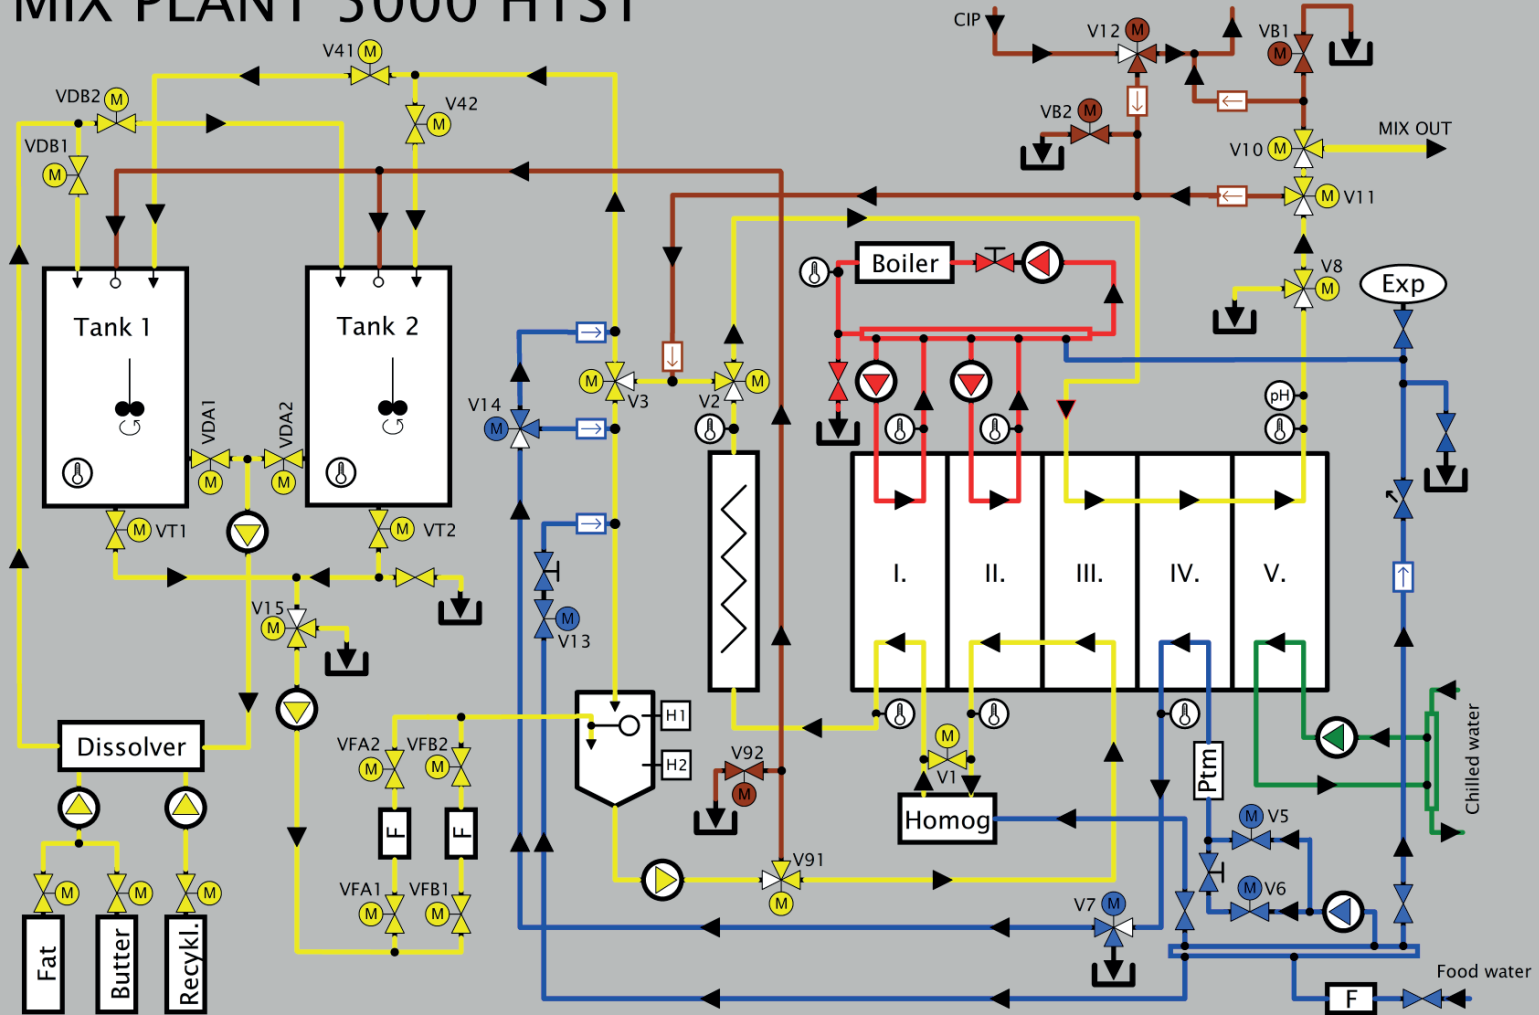 MIX PLANT 5000 HTST
CIP
V12
M
VB1
M
V41
M
VDB2
M
V42
M
VDB1
M
VB2
M
V10
M
MIX OUT
V11
M
Boiler
V8
M
Exp
Tank 1
Tank 2
M
V3
V2
M
V14
M
pH
VDA1
M
VDA2
M
VT1
M
VT2
M
I.
II.
III.
IV.
V.
V15
M
V13
M
H1
H2
Dissolver
VFA2
M
VFB2
M
V92
M
M
V1
Ptm
Chilled water
F
F
Homog
V5
M
V6
M
V91
M
VFA1
M
VFB1
M
V7
M
M
M
M
Fat
Butter
Recykl.
Food water
F